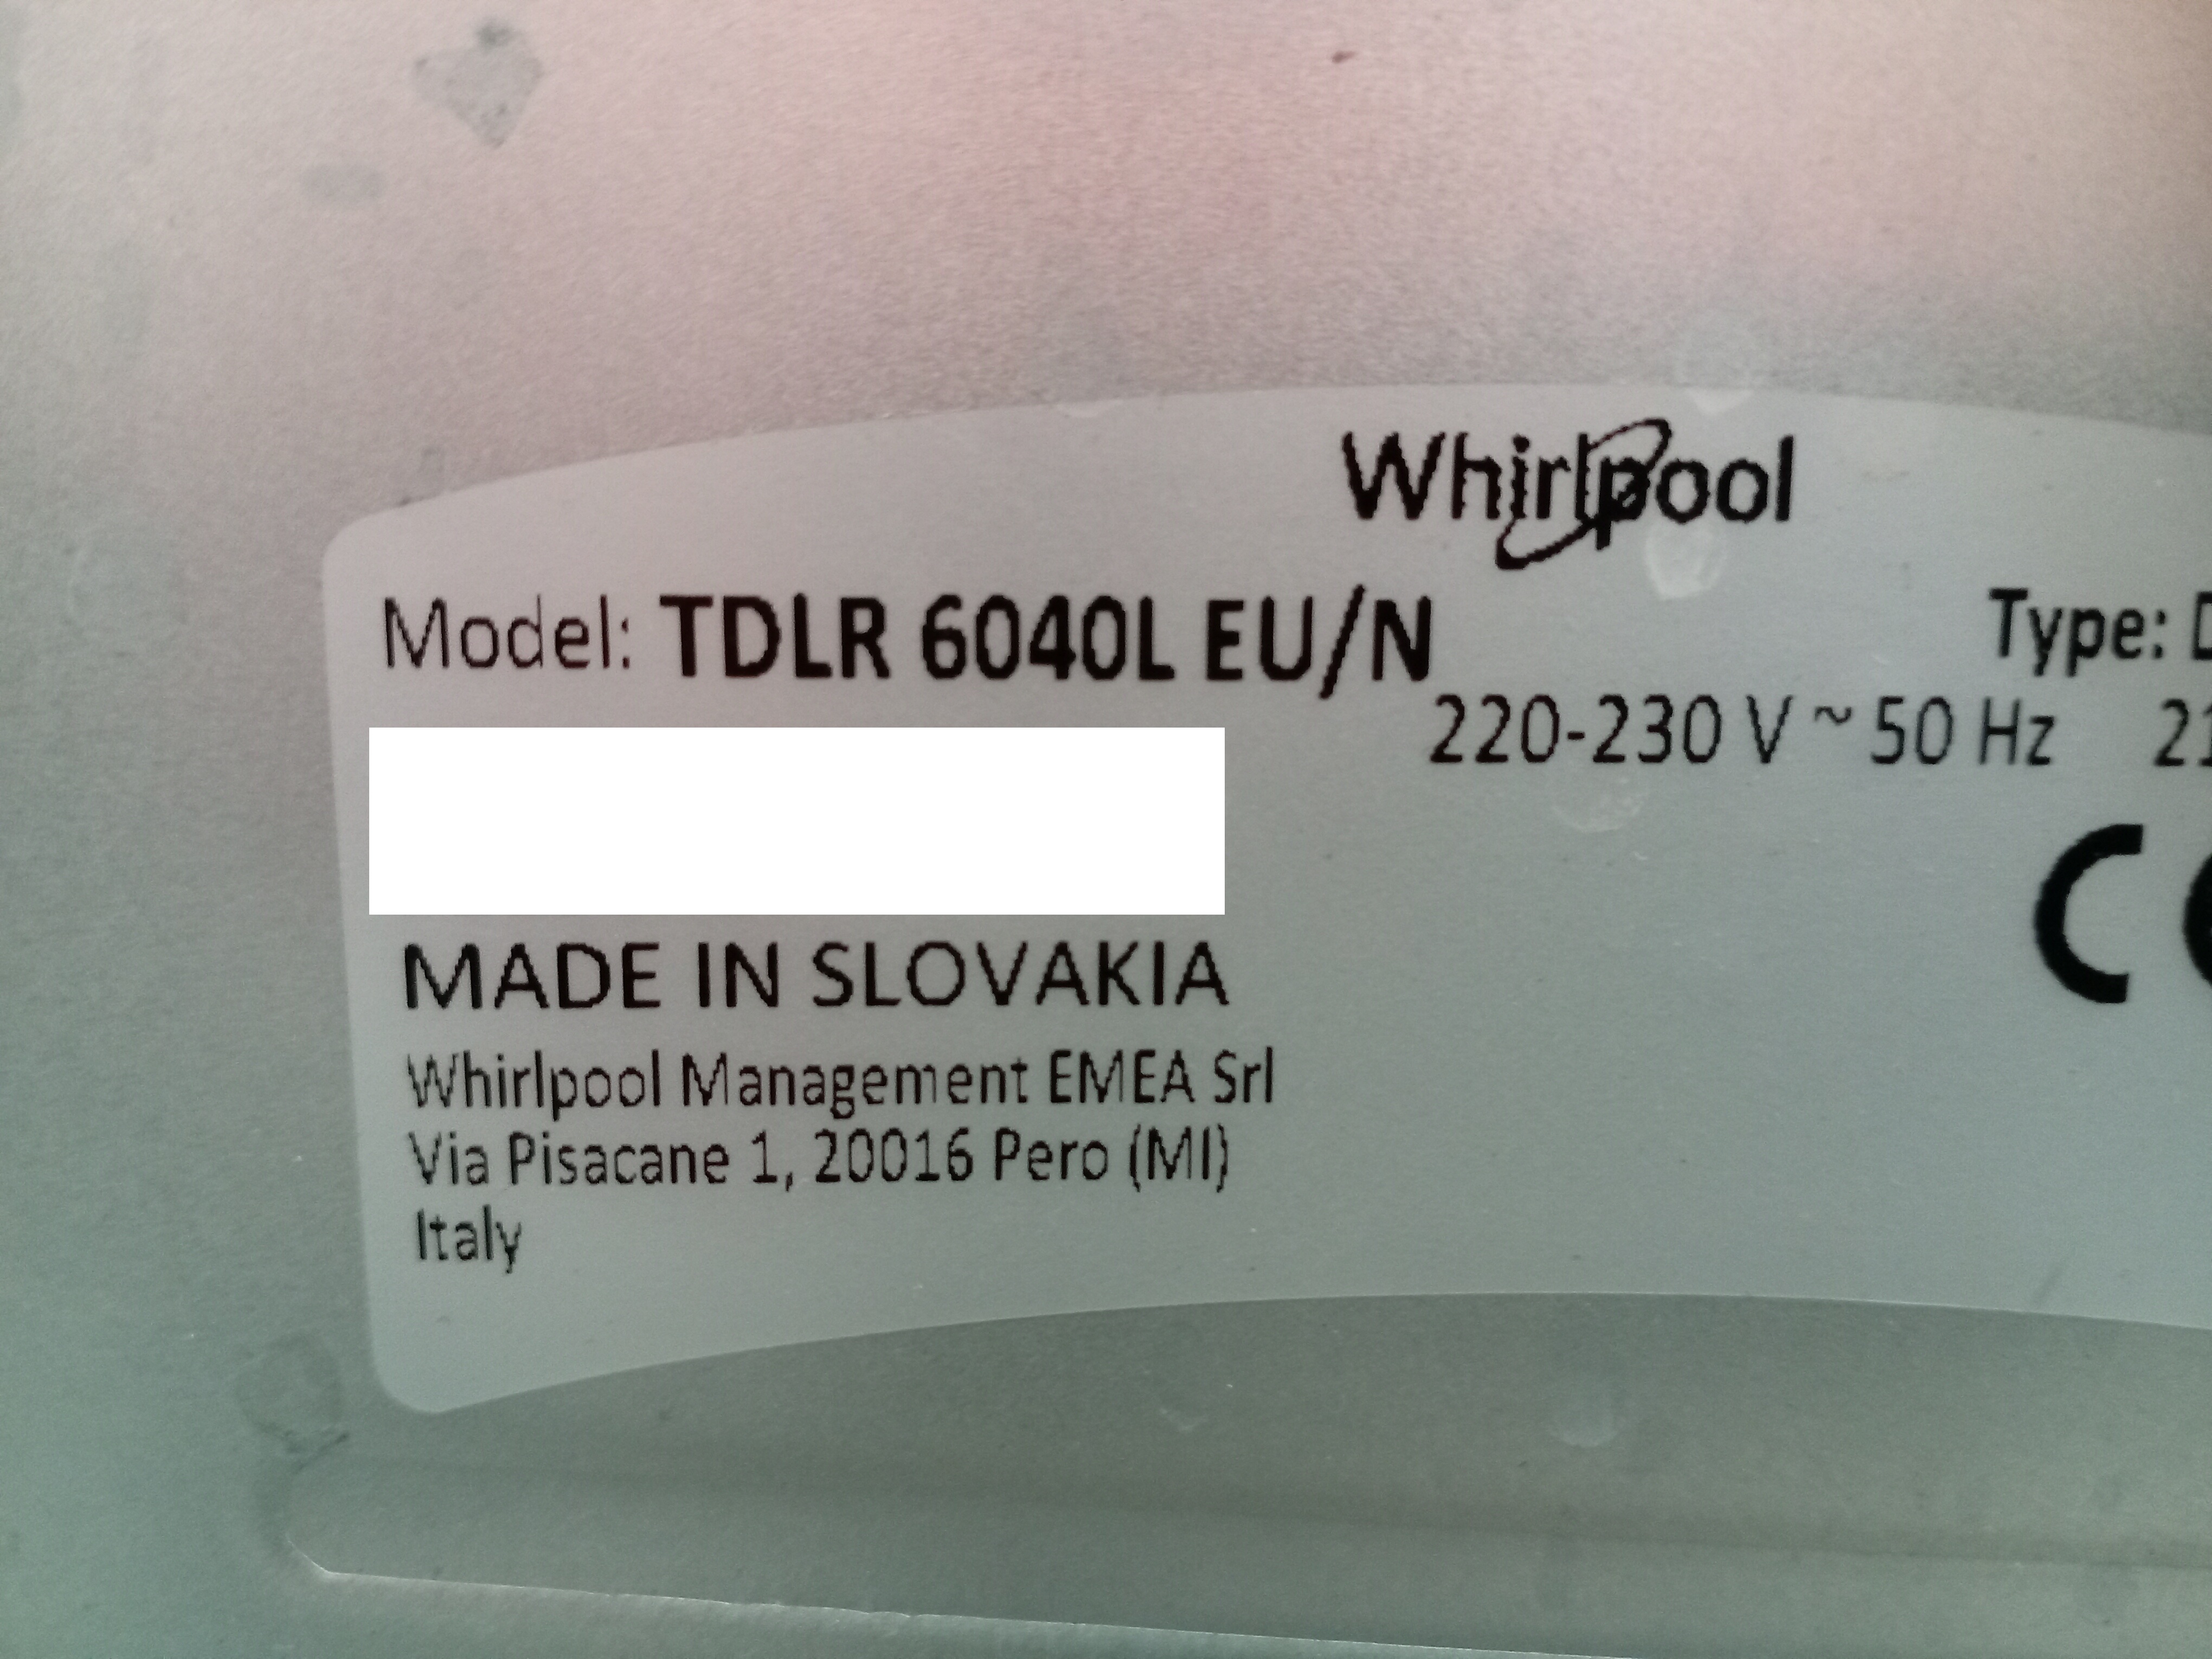 Whirlpool
Model: TDLR 6040L EU/N
Type:
220-230 V ~ 50 Hz
CE
MADE IN SLOVAKIA
Whirlpool Management EMEA Srl
Via Pisacane 1, 20016 Pero (MI)
Italy